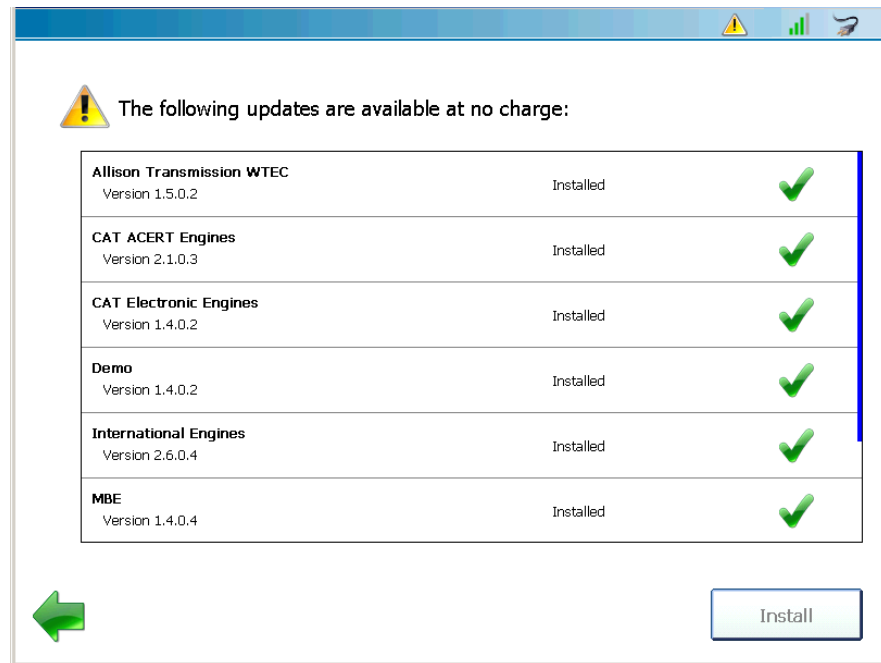 The following updates are available at no charge:
Allison Transmission WTEC
Version 1.5.0.2
Installed
CAT ACERT Engines
Version 2.1.0.3
Installed
CAT Electronic Engines
Version 1.4.0.2
Installed
Demo
Version 1.4.0.2
Installed
International Engines
Version 2.6.0.4
Installed
MBE
Version 1.4.0.4
Installed
Install